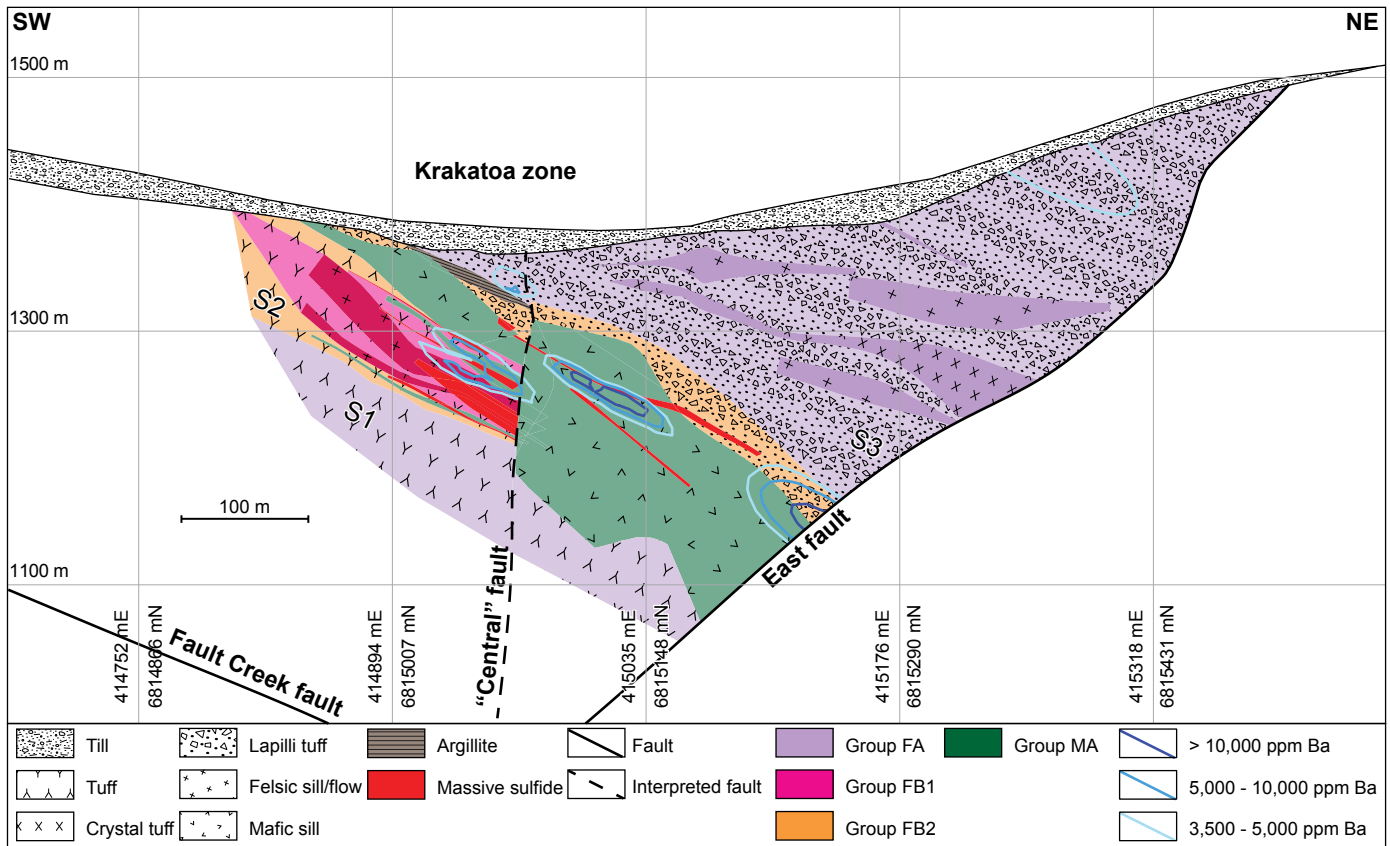 SW
NE
1500 m
Krakatoa zone
1300 m
S2
S1
S3
100 m
1100 m
"Central" fault
East fault
Fault Creek fault
414752 mE
6814866 mN
414894 mE
6815007 mN
415035 mE
6815148 mN
415176 mE
6815290 mN
415318 mE
6815431 mN
Till
Lapilli tuff
Argillite
Fault
Group FA
Group MA
> 10,000 ppm Ba
Tuff
Felsic sill/flow
Massive sulfide
Interpreted fault
Group FB1
5,000 - 10,000 ppm Ba
Crystal tuff
Mafic sill
Group FB2
3,500 - 5,000 ppm Ba